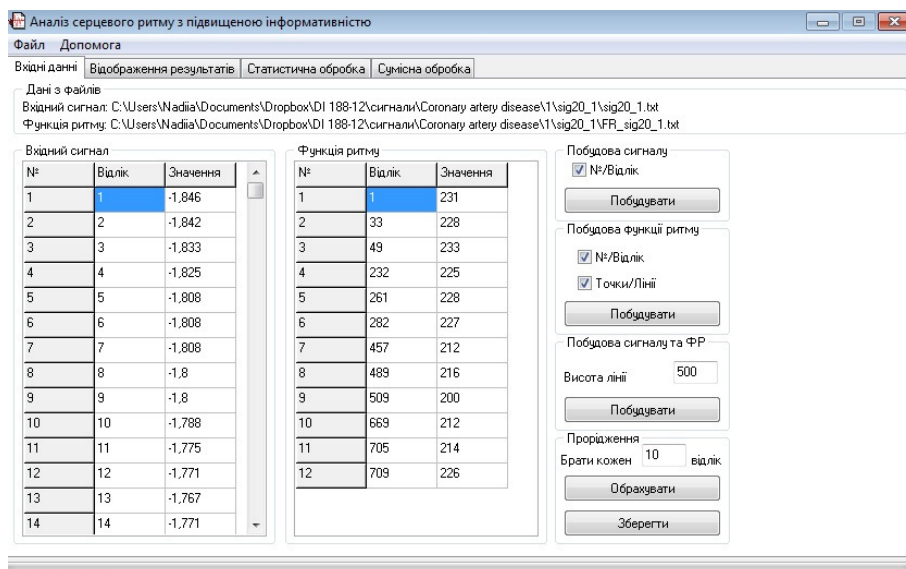 Аналіз серцевого ритму з підвищеною інформативністю
Файл Допомога
Вхідні данні Відображення результатів Статистична обробка Сумісна обробка
Дані з файлів
Вхідний сигнал: C:\Users\Nadiia\Documents\Dropbox\DI 188-12\сигнали\Coronary artery disease\1\sig20_1\sig20_1.txt
Функція ритму: C:\Users\Nadiia\Documents\Dropbox\DI 188-12\сигнали\Coronary artery disease\1\sig20_1\FR_sig20_1.txt
Вхідний сигнал
№ Відлік Значення
1 1 -1,846
2 2 -1,842
3 3 -1,833
4 4 -1,825
5 5 -1,808
6 6 -1,808
7 7 -1,808
8 8 -1,8
9 9 -1,8
10 10 -1,788
11 11 -1,775
12 12 -1,771
13 13 -1,767
14 14 -1,771
Функція ритму
№ Відлік Значення
1 1 231
2 33 228
3 49 233
4 232 225
5 261 228
6 282 227
7 457 212
8 489 216
9 509 200
10 669 212
11 705 214
12 709 226
Побудова сигналу
№/Відлік
Побудувати
Побудова функції ритму
№/Відлік
Точки/Лінії
Побудувати
Побудова сигналу та ФР
Висота лінії 500
Побудувати
Прорідження
Брати кожен 10 відлік
Обрахувати
Зберегти